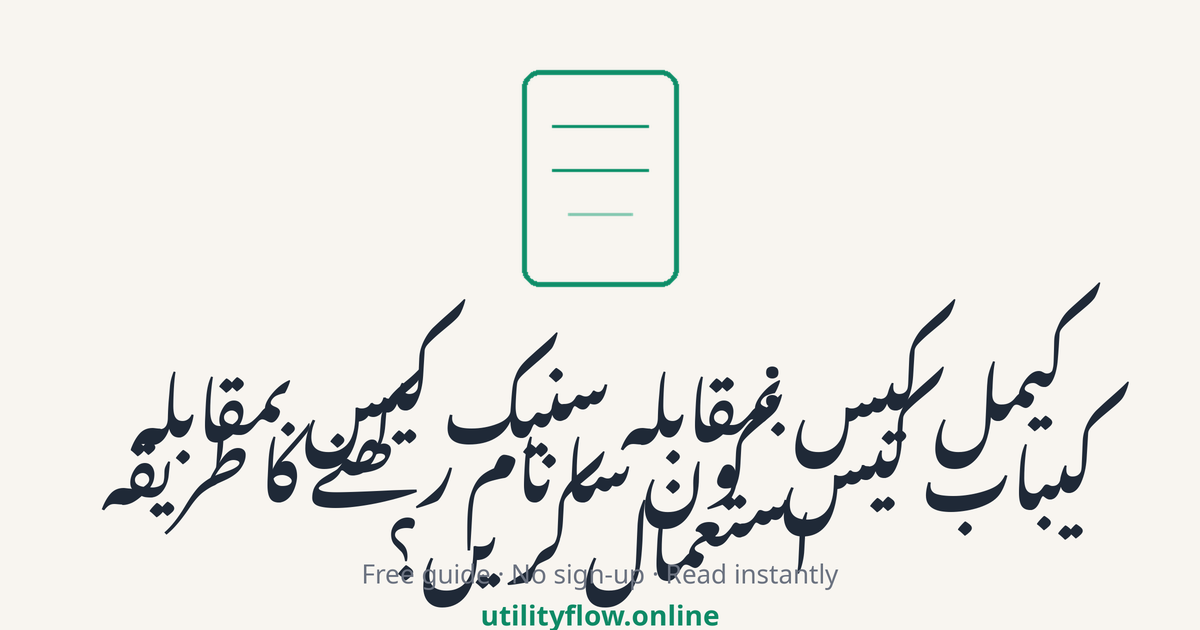 کیمل کیس بمقابلہ سنیک کیس بمقابلہ
کیباب کیس: کون سا نام رکھنے کا طریقہ
استعمال کریں؟
Free guide · No sign-up · Read instantly
utilityflow.online